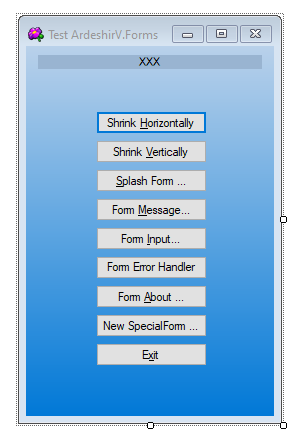 Test ArdeshirV.Forms
XXX
Shrink Horizontally
Shrink Vertically
Splash Form ...
Form Message...
Form Input...
Form Error Handler
Form About ...
New SpecialForm ...
Exit